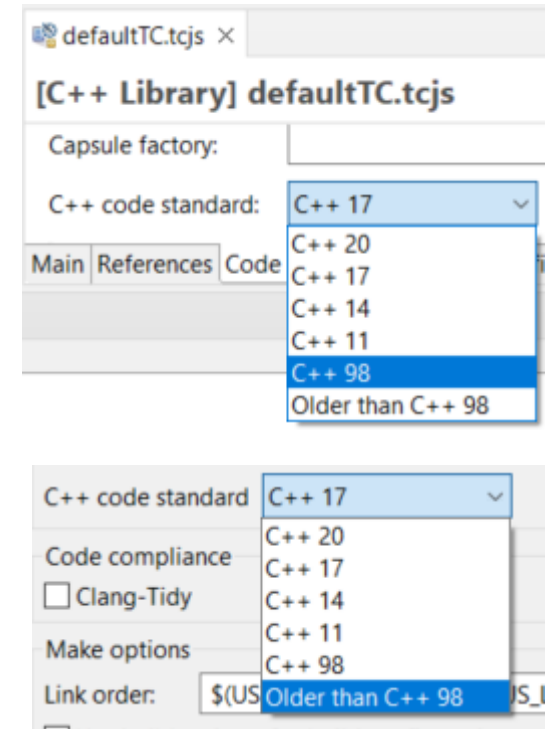 defaultTC.tcjs
[C++ Library] defaultTC.tcjs
Capsule factory:
C++ code standard: C++ 17
Main References Code
C++ 20
C++ 17
C++ 14
C++ 11
C++ 98
Older than C++ 98
C++ code standard C++ 17
C++ 20
Code compliance
C++ 17
Clang-Tidy
C++ 14
C++ 11
Make options
C++ 98
Link order: $(US Older than C++ 98 US_L